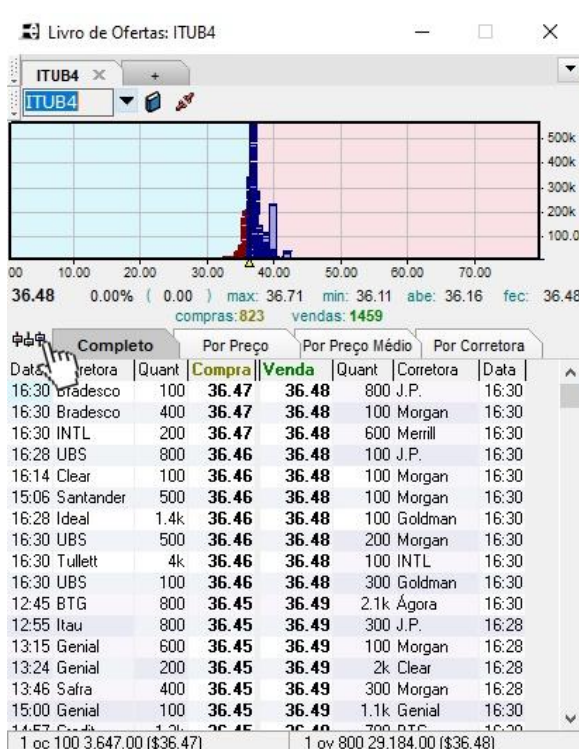 Livro de Ofertas: ITUB4
ITUB4 +
ITUB4
500k
400k
300k
200k
100.0
00 10.00 20.00 30.00 40.00 50.00 60.00 70.00
36.48 0.00% ( 0.00 ) max: 36.71 min: 36.11 abe: 36.16 fec: 36.48
compras: 823 vendas: 1459
Completo Por Preço Por Preço Médio Por Corretora
Data Quant Compra Venda Quant Corretora Data
16:30 Bradesco 100 36.47 36.48 800 J.P. 16:30
16:30 Bradesco 400 36.47 36.48 100 Morgan 16:30
16:30 INTL 200 36.47 36.48 600 Merrill 16:30
16:28 UBS 800 36.46 36.48 100 J.P. 16:30
16:14 Clear 100 36.46 36.48 100 Morgan 16:30
15:06 Santander 500 36.46 36.48 100 Morgan 16:30
16:28 Ideal 1.4k 36.46 36.48 100 Goldman 16:30
16:30 UBS 500 36.46 36.48 200 Morgan 16:30
16:30 Tullett 4k 36.46 36.48 100 INTL 16:30
16:30 UBS 100 36.46 36.48 300 Goldman 16:30
12:45 BTG 800 36.45 36.49 2.1k Ágora 16:30
12:55 Itau 800 36.45 36.49 300 J.P. 16:28
13:15 Genial 600 36.45 36.49 100 Morgan 16:28
13:24 Genial 200 36.45 36.49 2k Clear 16:28
13:46 Safra 400 36.45 36.49 300 Morgan 16:28
15:00 Genial 100 36.45 36.49 1.1k Genial 16:30
1 oc 100 3,647.00 ($36.47) 1 ov 800 29,184.00 ($36.48)